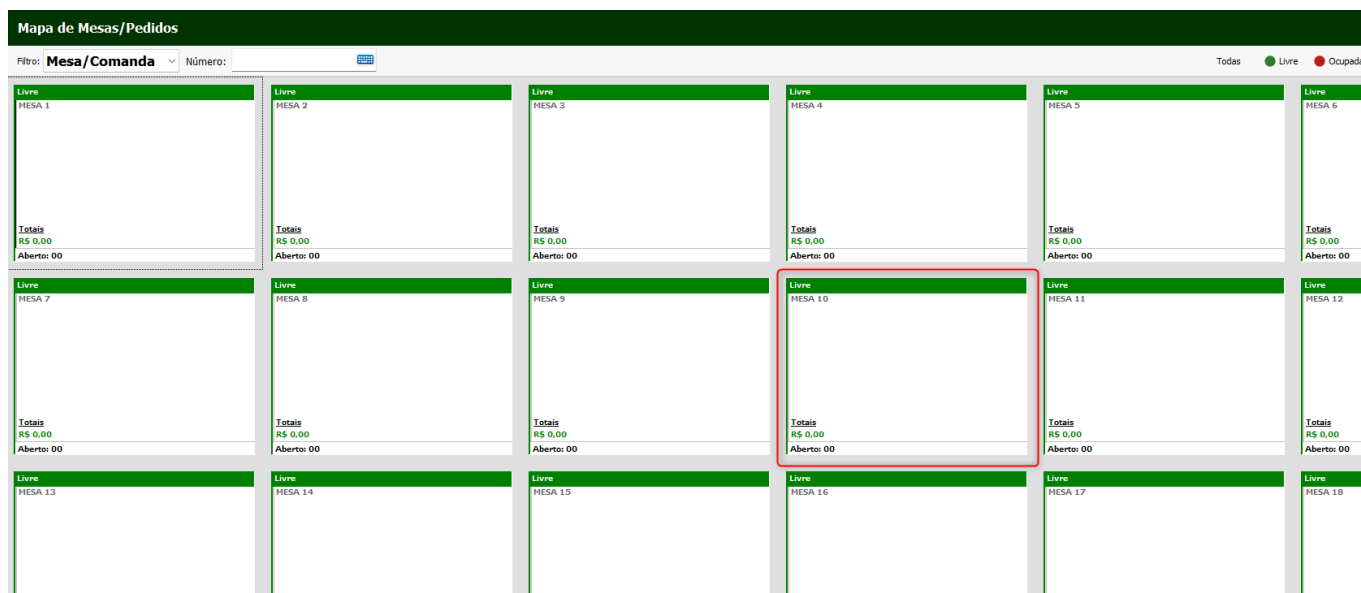 Mapa de Mesas/Pedidos
Filtro: Mesa/Comanda Número: Todas Livre Ocupada
Livre Livre Livre Livre Livre Livre
MESA 1 MESA 2 MESA 3 MESA 4 MESA 5 MESA 6
Totais Totais Totais Totais Totais Totais
R$ 0,00 R$ 0,00 R$ 0,00 R$ 0,00 R$ 0,00 R$ 0,00
Aberto: 00 Aberto: 00 Aberto: 00 Aberto: 00 Aberto: 00 Aberto: 00
Livre Livre Livre Livre Livre Livre
MESA 7 MESA 8 MESA 9 MESA 10 MESA 11 MESA 12
Totais Totais Totais Totais Totais Totais
R$ 0,00 R$ 0,00 R$ 0,00 R$ 0,00 R$ 0,00 R$ 0,00
Aberto: 00 Aberto: 00 Aberto: 00 Aberto: 00 Aberto: 00 Aberto: 00
Livre Livre Livre Livre Livre Livre
MESA 13 MESA 14 MESA 15 MESA 16 MESA 17 MESA 18